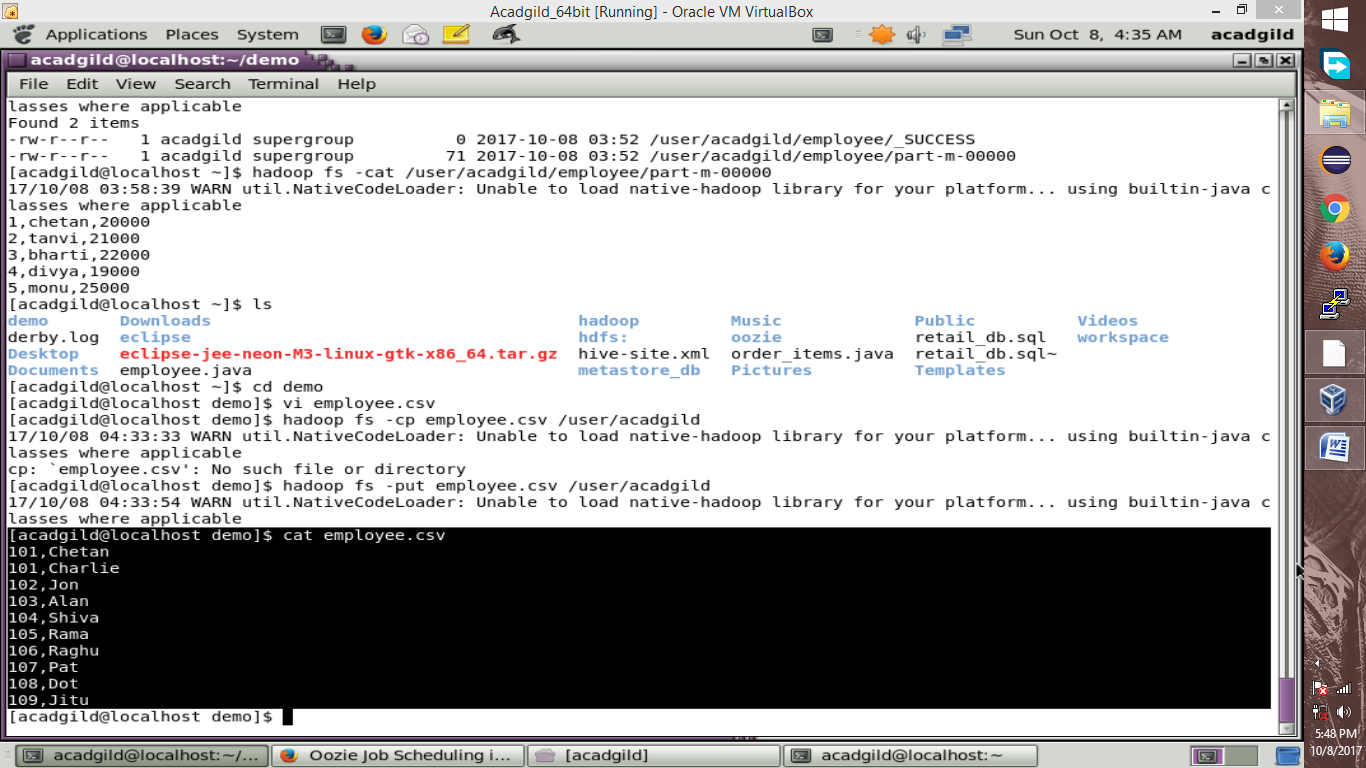 Acadgild_64bit [Running] - Oracle VM VirtualBox
Applications Places System
Sun Oct 8, 4:35 AM acadgild
acadgild@localhost:~/demo
File Edit View Search Terminal Help
lasses where applicable
Found 2 items
-rw-r--r-- 1 acadgild supergroup 0 2017-10-08 03:52 /user/acadgild/employee/_SUCCESS
-rw-r--r-- 1 acadgild supergroup 71 2017-10-08 03:52 /user/acadgild/employee/part-m-00000
[acadgild@localhost ~]$ hadoop fs -cat /user/acadgild/employee/part-m-00000
17/10/08 03:58:39 WARN util.NativeCodeLoader: Unable to load native-hadoop library for your platform... using builtin-java c
lasses where applicable
1,chetan,20000
2,tanvi,21000
3,bharti,22000
4,divya,19000
5,monu,25000
[acadgild@localhost ~]$ ls
demo Downloads hadoop Music Public Videos
derby.log eclipse hdfs: oozie retail_db.sql workspace
Desktop eclipse-jee-neon-M3-linux-gtk-x86_64.tar.gz hive-site.xml order_items.java retail_db.sql~
Documents employee.java metastore_db Pictures Templates
[acadgild@localhost ~]$ cd demo
[acadgild@localhost demo]$ vi employee.csv
[acadgild@localhost demo]$ hadoop fs -cp employee.csv /user/acadgild
17/10/08 04:33:33 WARN util.NativeCodeLoader: Unable to load native-hadoop library for your platform... using builtin-java c
lasses where applicable
cp: `employee.csv': No such file or directory
[acadgild@localhost demo]$ hadoop fs -put employee.csv /user/acadgild
17/10/08 04:33:54 WARN util.NativeCodeLoader: Unable to load native-hadoop library for your platform... using builtin-java c
lasses where applicable
[acadgild@localhost demo]$ cat employee.csv
101,Chetan
101,Charlie
102,Jon
103,Alan
104,Shiva
105,Rama
106,Raghu
107,Pat
108,Dot
109,Jitu
[acadgild@localhost demo]$
acadgild@localhost:~/... Oozie Job Scheduling i... [acadgild] acadgild@localhost:~
5:48 PM
10/8/2017